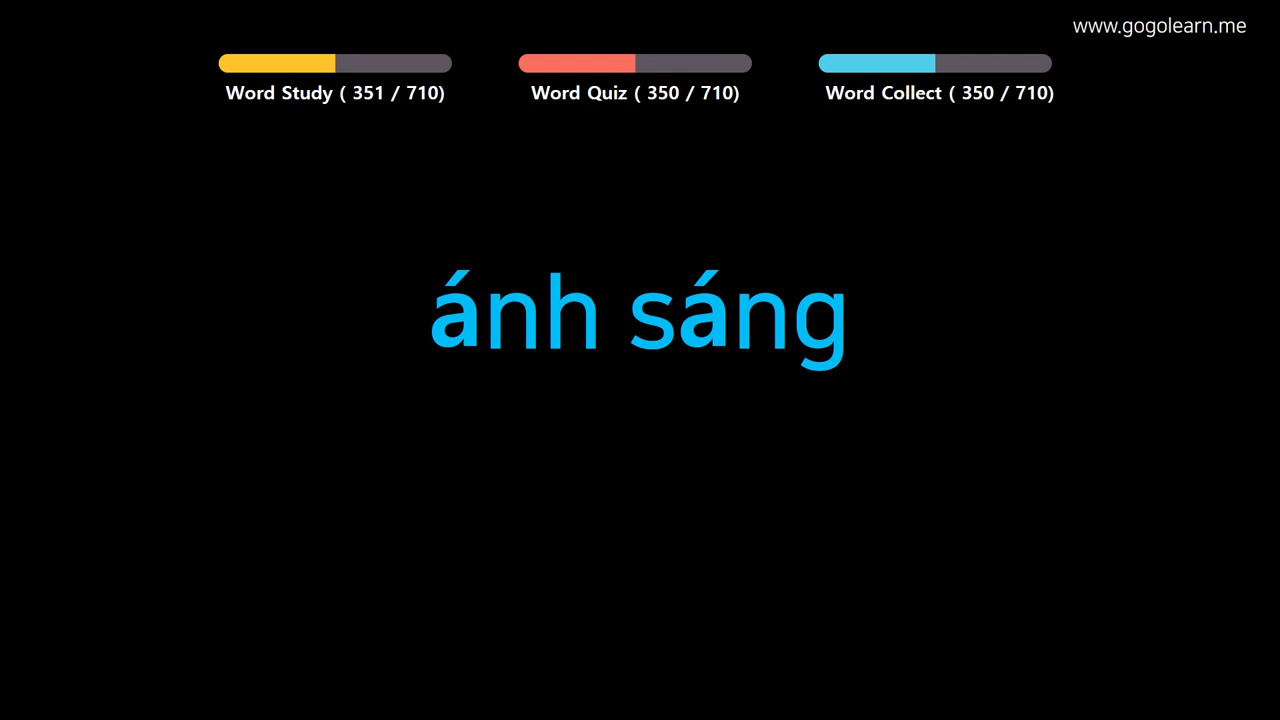 www.gogolearn.me
Word Study ( 351 / 710)
Word Quiz ( 350 / 710)
Word Collect ( 350 / 710)
ánh sáng